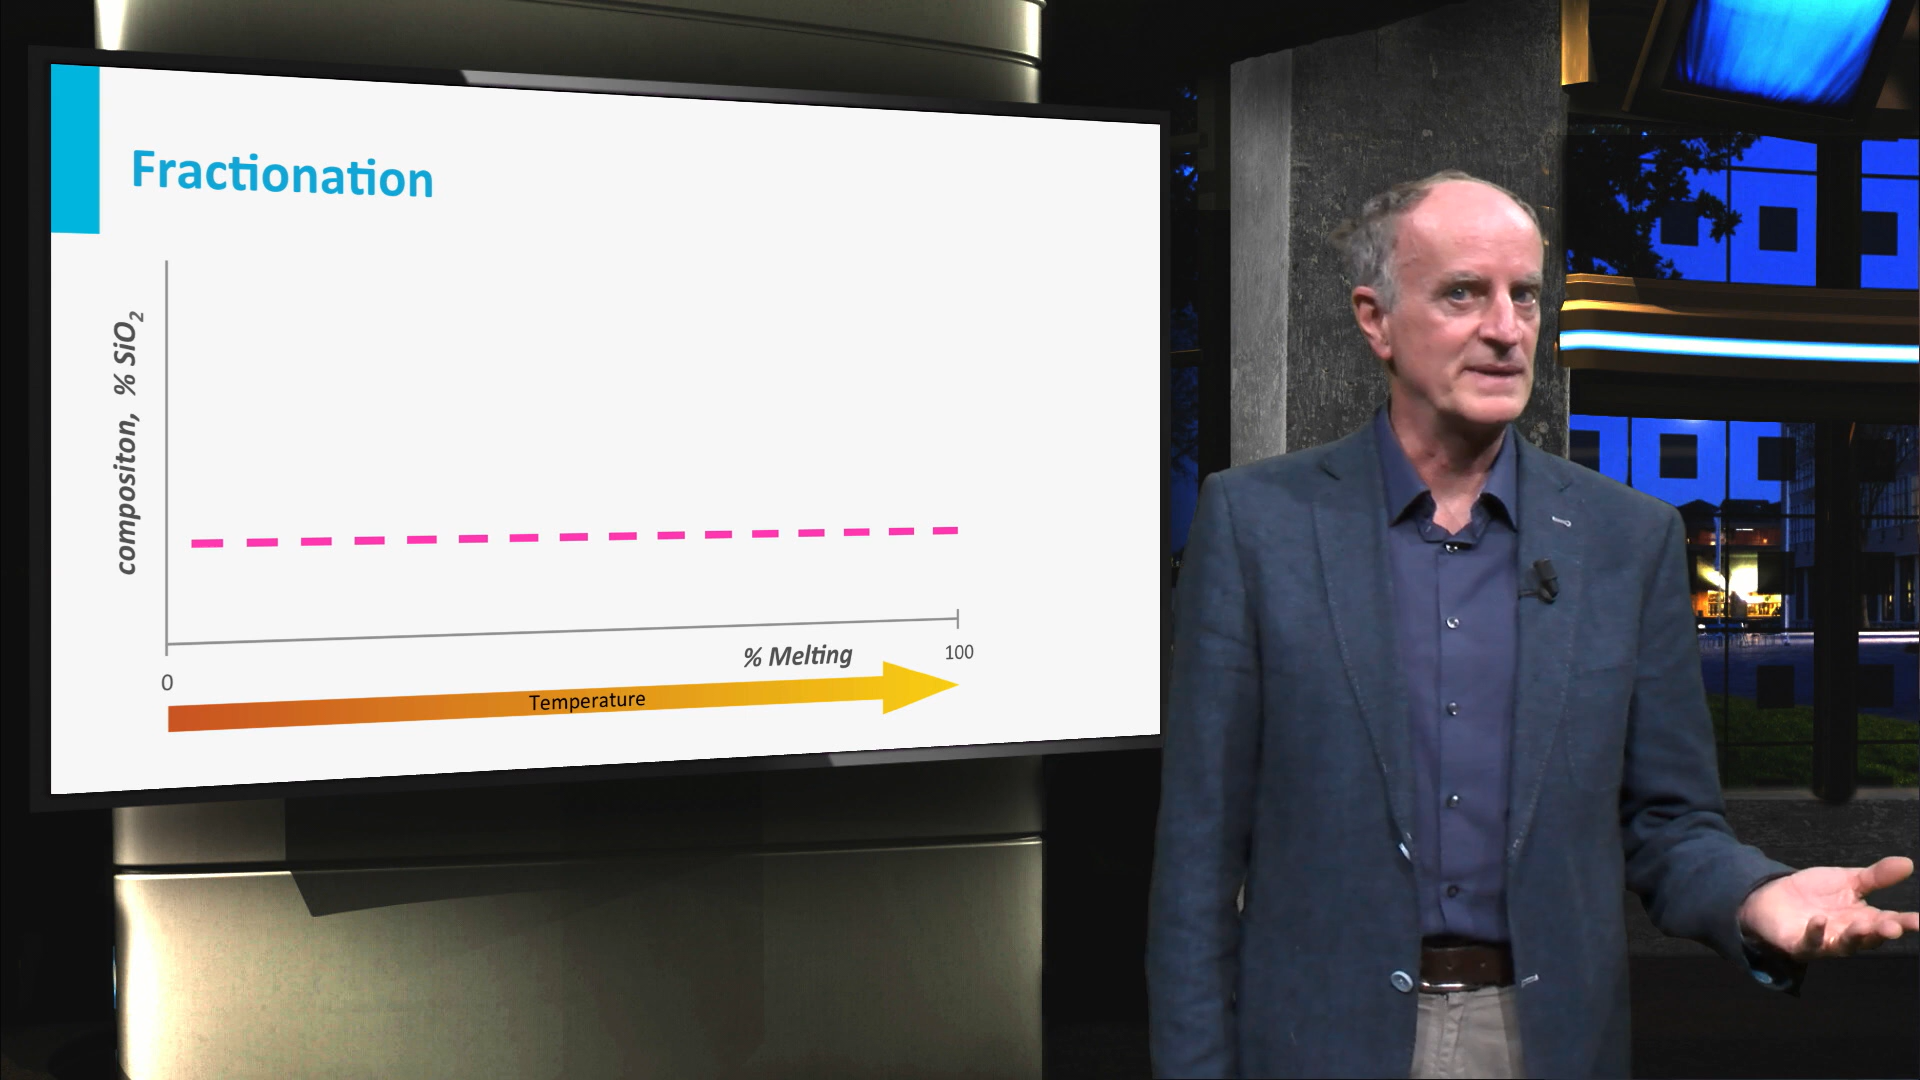 Fractionation
compositon, % SiO₂
% Melting
0
100
Temperature